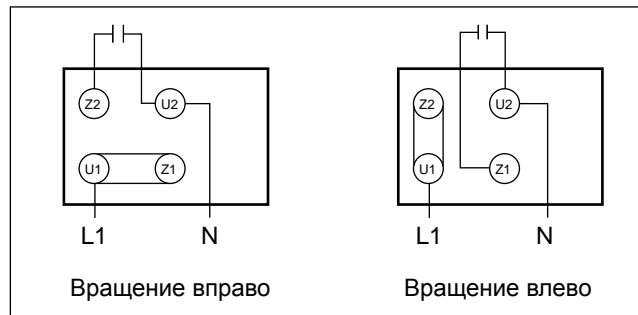 Z2 U2 Z2 U2
U1 Z1 U1 Z1
L1 N L1 N
Вращение вправо Вращение влево